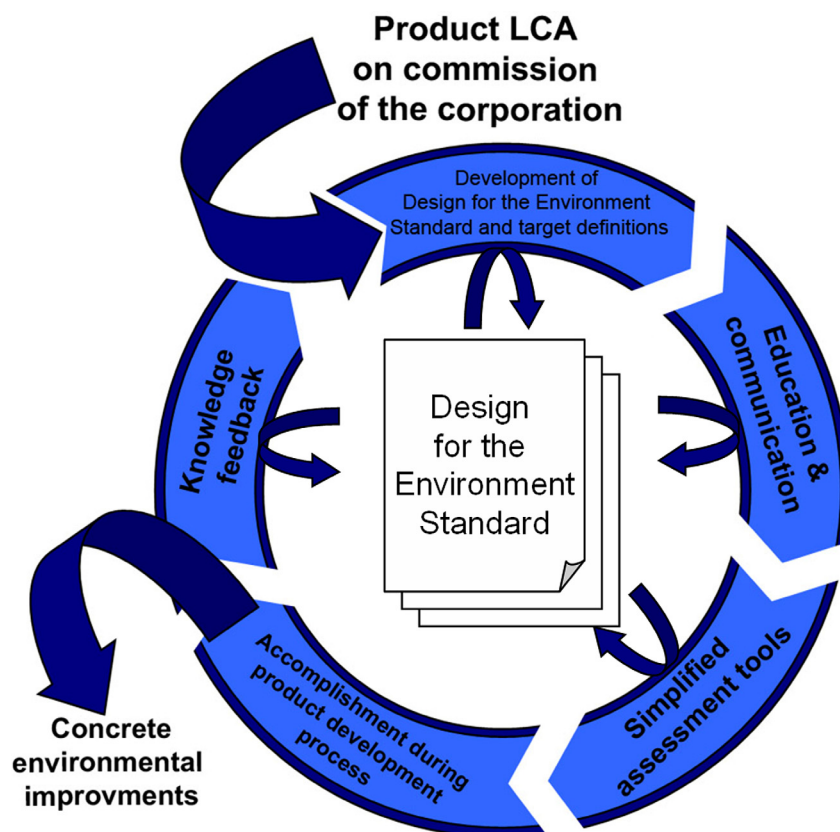 Product LCA
on commission
of the corporation
Development of
Design for the Environment
Standard and target definitions
Education &
communication
Simplified
assessment tools
Accomplishment during
product development
process
Knowledge
feedback
Design
for the
Environment
Standard
Concrete
environmental
improvments